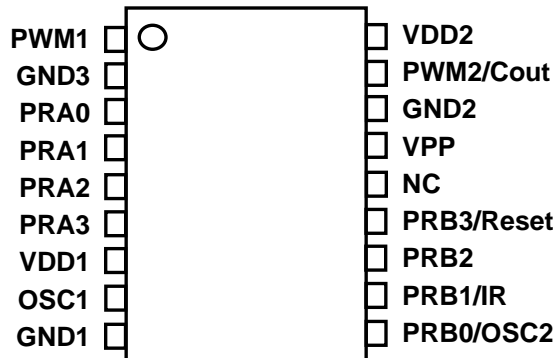 PWM1
GND3
PRA0
PRA1
PRA2
PRA3
VDD1
OSC1
GND1
VDD2
PWM2/Cout
GND2
VPP
NC
PRB3/Reset
PRB2
PRB1/IR
PRB0/OSC2